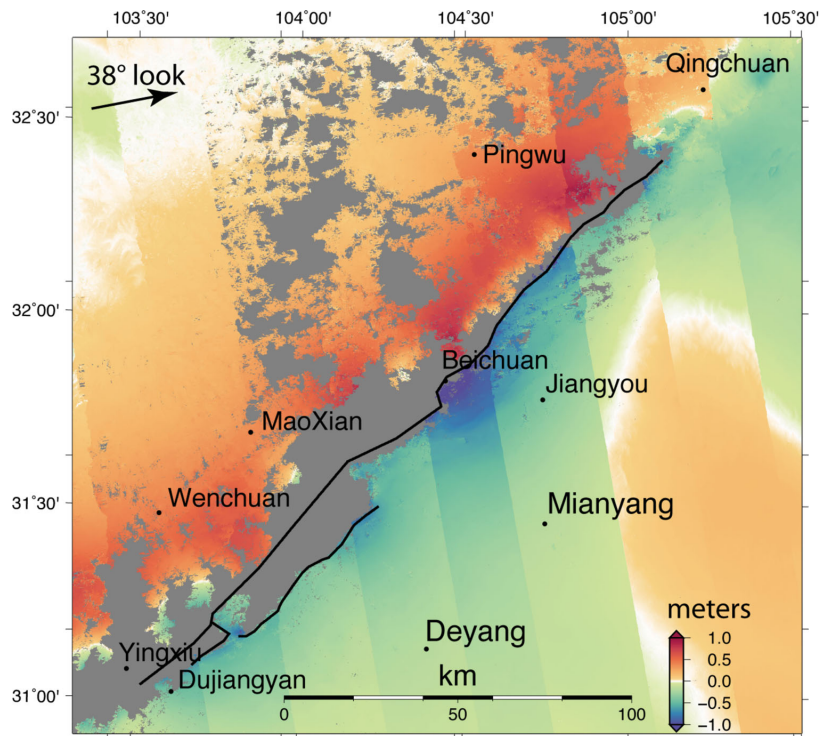 103°30' 104°00' 104°30' 105°00' 105°30'
Qingchuan
38° look
32°30'
Pingwu
32°00'
Beichuan
Jiangyou
MaoXian
31°30'
Wenchuan
Mianyang
meters
1.0
Deyang
0.5
Yingxiu
km
0.0
Dujiangyan
-0.5
31°00'
0 50 100
-1.0